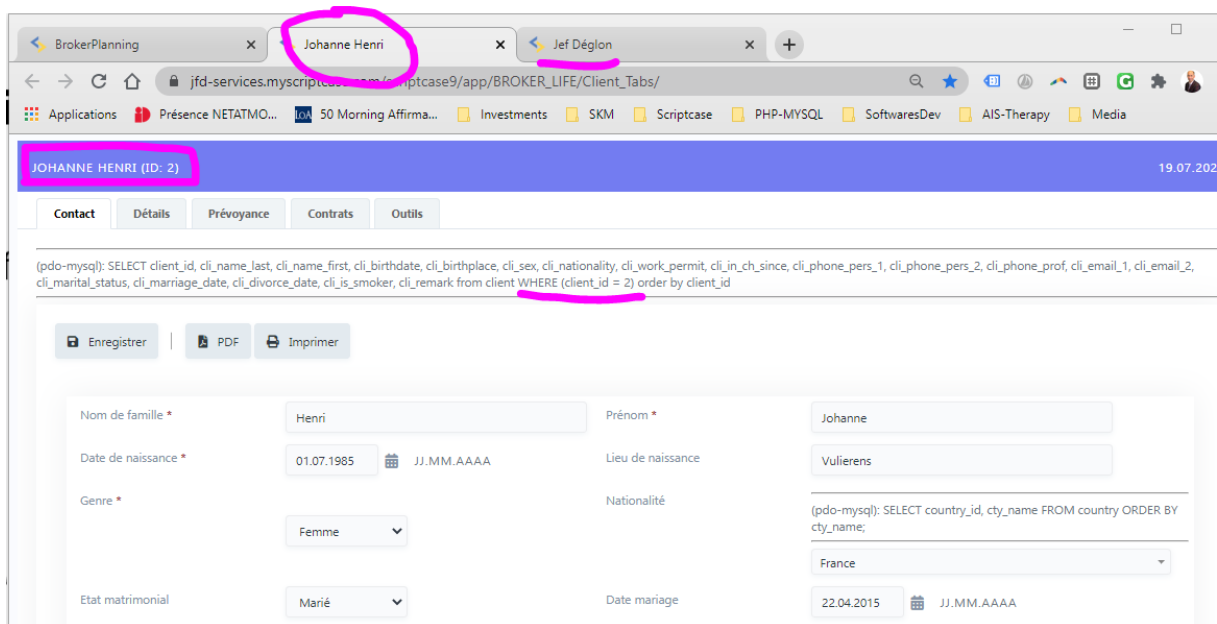 BrokerPlanning
Johanne Henri
Jef Déglon
jfd-services.myscriptcase.com/scriptcase9/app/BROKER_LIFE/Client_Tabs/
Applications
Présence NETATMO...
LoA
50 Morning Affirma...
Investments
SKM
Scriptcase
PHP-MYSQL
SoftwaresDev
AIS-Therapy
Media
JOHANNE HENRI (ID: 2)
19.07.202
Contact
Détails
Prévoyance
Contrats
Outils
(pdo-mysql): SELECT client_id, cli_name_last, cli_name_first, cli_birthdate, cli_birthplace, cli_sex, cli_nationality, cli_work_permit, cli_in_ch_since, cli_phone_pers_1, cli_phone_pers_2, cli_phone_prof, cli_email_1, cli_email_2,
cli_marital_status, cli_marriage_date, cli_divorce_date, cli_is_smoker, cli_remark from client WHERE (client_id = 2) order by client_id
Enregistrer
PDF
Imprimer
Nom de famille *
Henri
Prénom *
Johanne
Date de naissance *
01.07.1985
JJ.MM.AAAA
Lieu de naissance
Vulierens
Genre *
Femme
Nationalité
(pdo-mysql): SELECT country_id, cty_name FROM country ORDER BY
cty_name;
France
Etat matrimonial
Marié
Date mariage
22.04.2015
JJ.MM.AAAA